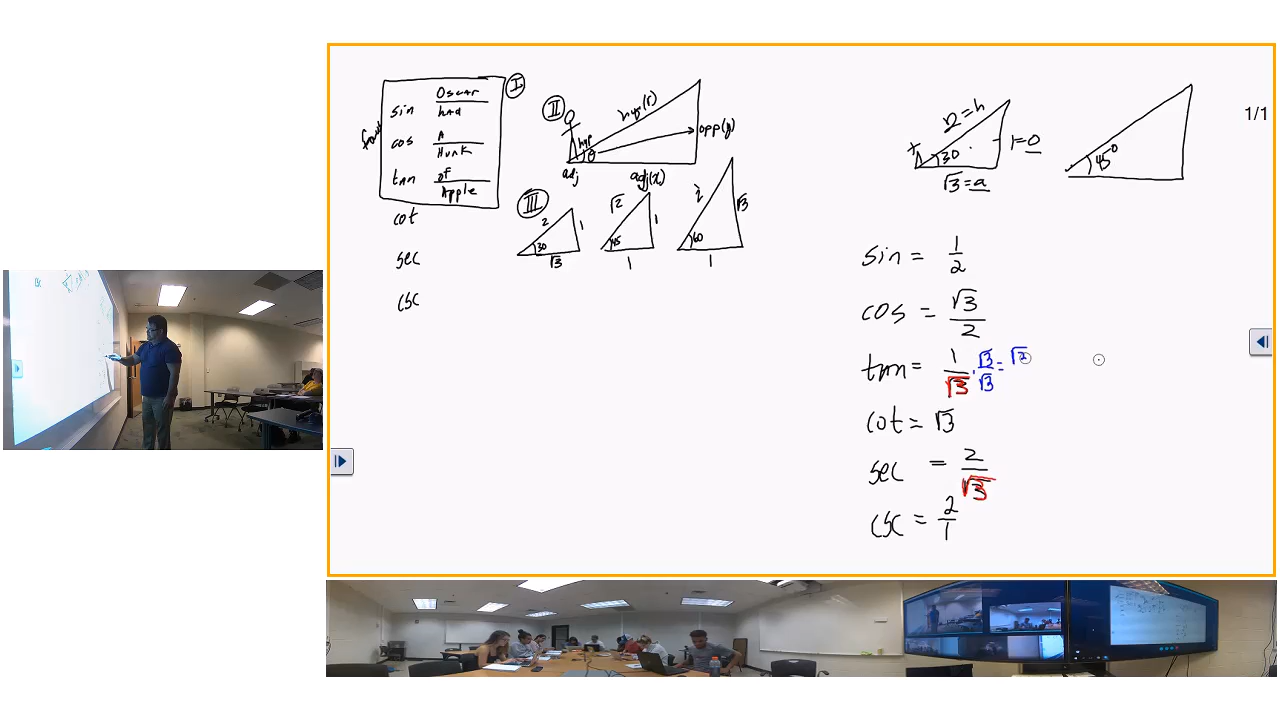 I
sin Oscar / had
cos A / Hunk
tan of / Apple
cot
sec
csc
II
hyp(r)
opp(y)
hyp
θ
adj
adj(x)
III
2 1 30 √3
√2 1 45 1
2 √3 60 1
2=h
30
1=o
√3=a
45°
1/1
sin = 1/2
cos = √3/2
tan = 1/√3 · √3/√3 = √
cot = √3
sec = 2/√3
csc = 2/1